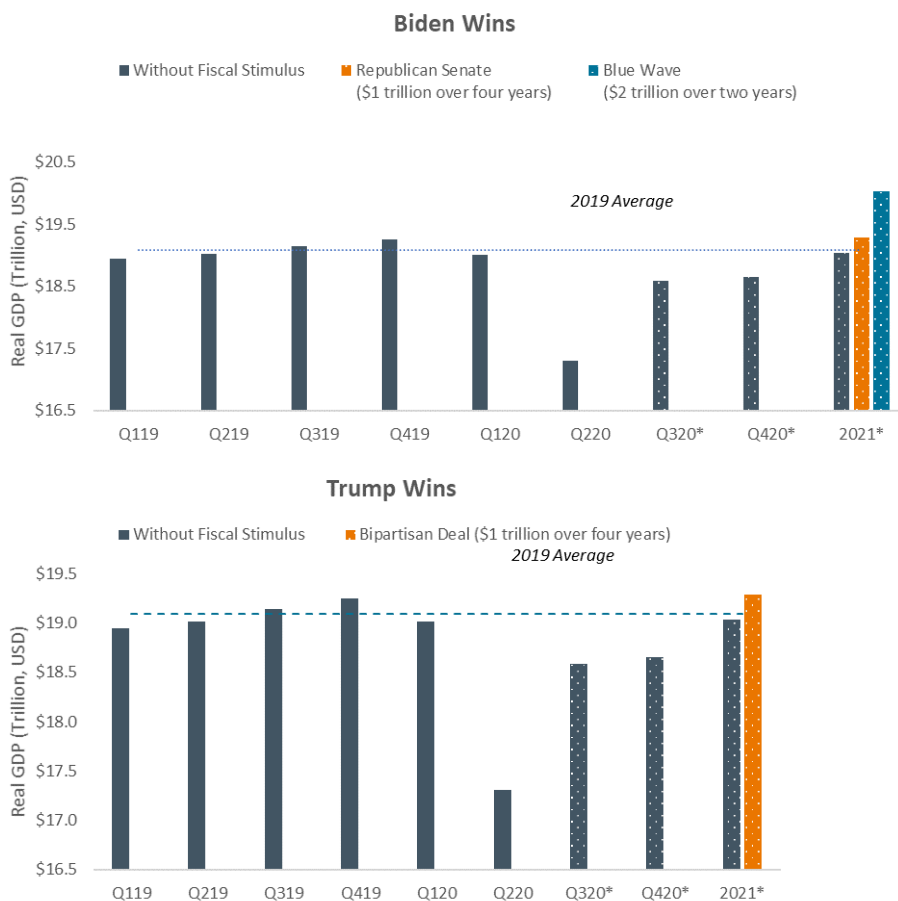 Biden Wins
Without Fiscal Stimulus
Republican Senate
($1 trillion over four years)
Blue Wave
($2 trillion over two years)
Real GDP (Trillion, USD)
$20.5
$19.5
$18.5
$17.5
$16.5
2019 Average
Q119 Q219 Q319 Q419 Q120 Q220 Q320* Q420* 2021*
Trump Wins
Without Fiscal Stimulus
Bipartisan Deal ($1 trillion over four years)
2019 Average
Real GDP (Trillion, USD)
$19.5
$19.0
$18.5
$18.0
$17.5
$17.0
$16.5
Q119 Q219 Q319 Q419 Q120 Q220 Q320* Q420* 2021*